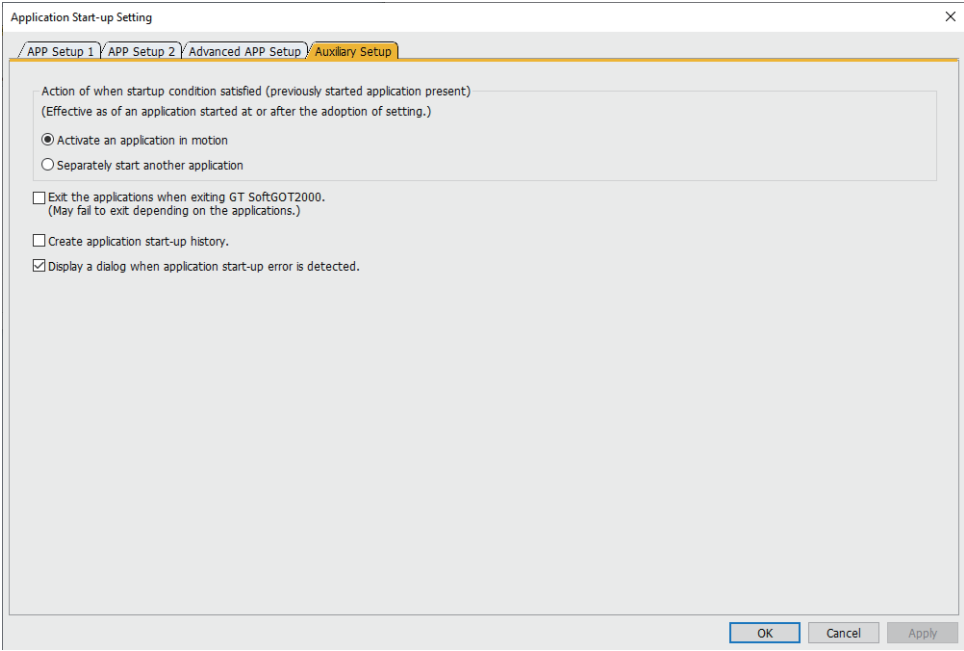 Application Start-up Setting
APP Setup 1 APP Setup 2 Advanced APP Setup Auxiliary Setup
Action of when startup condition satisfied (previously started application present)
(Effective as of an application started at or after the adoption of setting.)
Activate an application in motion
Separately start another application
Exit the applications when exiting GT SoftGOT2000.
(May fail to exit depending on the applications.)
Create application start-up history.
Display a dialog when application start-up error is detected.
OK Cancel Apply